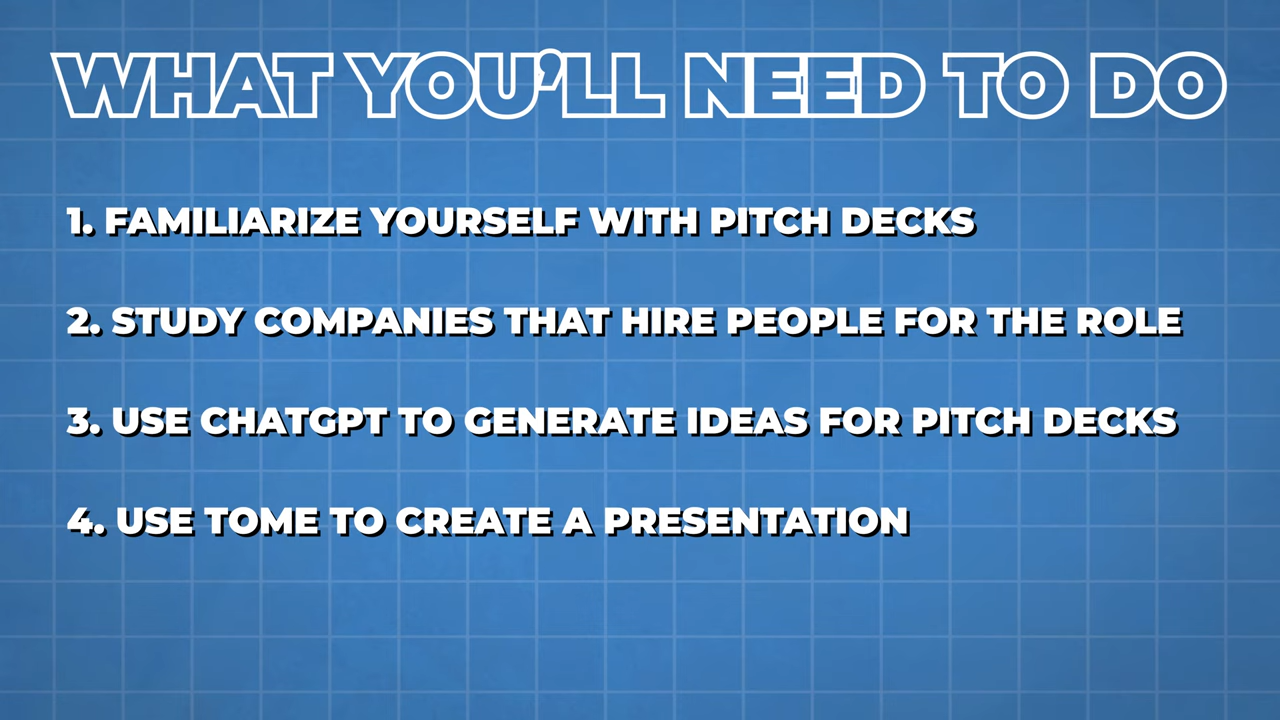 WHAT YOU'LL NEED TO DO
1. FAMILIARIZE YOURSELF WITH PITCH DECKS
2. STUDY COMPANIES THAT HIRE PEOPLE FOR THE ROLE
3. USE CHATGPT TO GENERATE IDEAS FOR PITCH DECKS
4. USE TOME TO CREATE A PRESENTATION